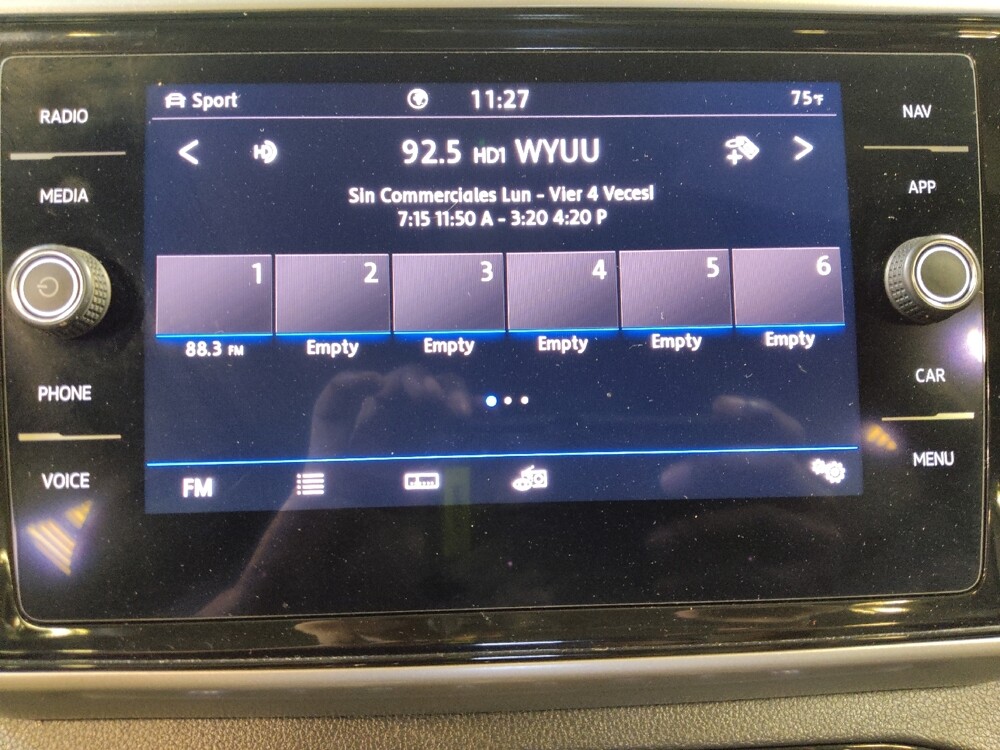 RADIO
MEDIA
PHONE
VOICE
Sport
11:27
75°F
92.5 HD1 WYUU
Sin Commerciales Lun - Vier 4 Vecesl
7:15 11:50 A - 3:20 4:20 P
1
2
3
4
5
6
88.3 FM
Empty
Empty
Empty
Empty
Empty
FM
NAV
APP
CAR
MENU